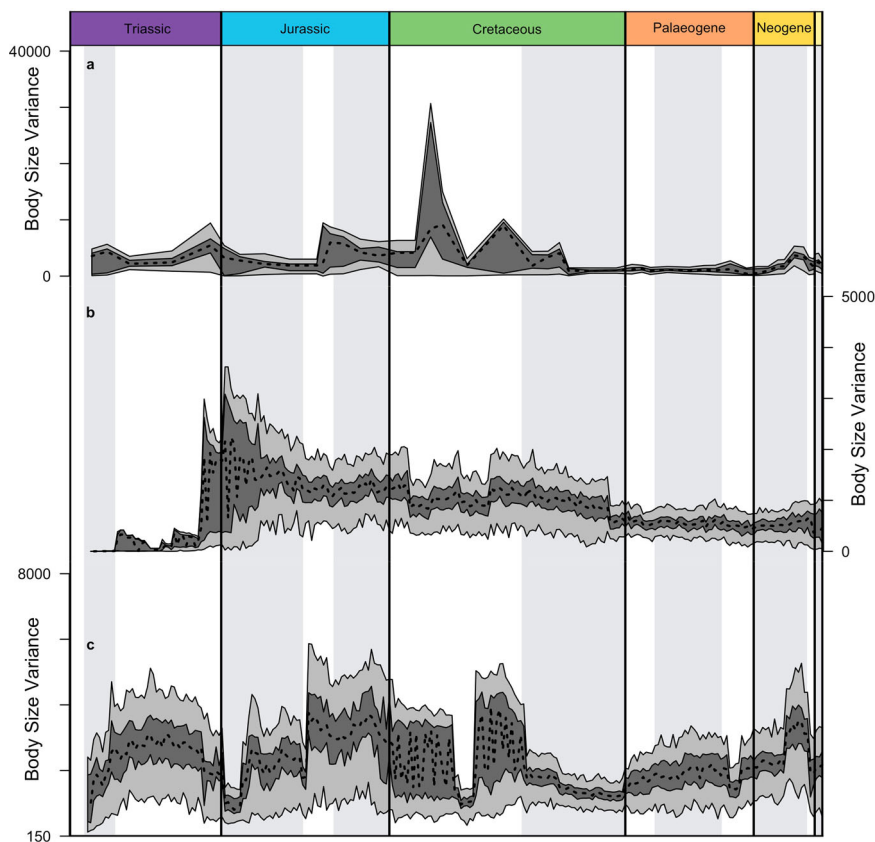 Triassic Jurassic Cretaceous Palaeogene Neogene
40000
a
Body Size Variance
0
5000
b
Body Size Variance
0
8000
c
Body Size Variance
150